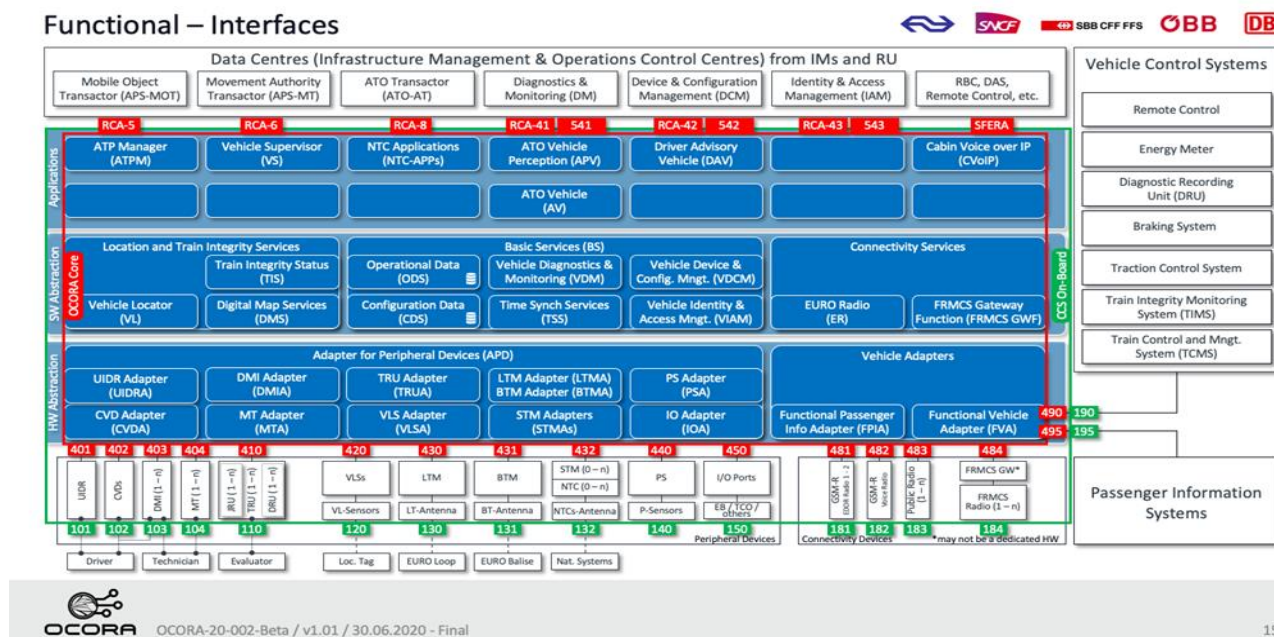 Functional – Interfaces
SNCF
SBB CFF FFS
ÖBB
DB
Data Centres (Infrastructure Management & Operations Control Centres) from IMs and RU
Mobile Object
Transactor (APS-MOT)
Movement Authority
Transactor (APS-MT)
ATO Transactor
(ATO-AT)
Diagnostics &
Monitoring (DM)
Device & Configuration
Management (DCM)
Identity & Access
Management (IAM)
RBC, DAS,
Remote Control, etc.
RCA-5
RCA-6
RCA-8
RCA-41
541
RCA-42
542
RCA-43
543
SFERA
Applications
ATP Manager
(ATPM)
Vehicle Supervisor
(VS)
NTC Applications
(NTC-APPs)
ATO Vehicle
Perception (APV)
Driver Advisory
Vehicle (DAV)
Cabin Voice over IP
(CVoIP)
ATO Vehicle
(AV)
SW Abstraction
OCORA Core
CCS On-Board
Location and Train Integrity Services
Basic Services (BS)
Connectivity Services
Train Integrity Status
(TIS)
Operational Data
(ODS)
Vehicle Diagnostics &
Monitoring (VDM)
Vehicle Device &
Config. Mngt. (VDCM)
Vehicle Locator
(VL)
Digital Map Services
(DMS)
Configuration Data
(CDS)
Time Synch Services
(TSS)
Vehicle Identity &
Access Mngt. (VIAM)
EURO Radio
(ER)
FRMCS Gateway
Function (FRMCS GWF)
HW Abstraction
Adapter for Peripheral Devices (APD)
Vehicle Adapters
UIDR Adapter
(UIDRA)
DMI Adapter
(DMIA)
TRU Adapter
(TRUA)
LTM Adapter (LTMA)
BTM Adapter (BTMA)
PS Adapter
(PSA)
CVD Adapter
(CVDA)
MT Adapter
(MTA)
VLS Adapter
(VLSA)
STM Adapters
(STMAs)
IO Adapter
(IOA)
Functional Passenger
Info Adapter (FPIA)
Functional Vehicle
Adapter (FVA)
490
190
495
195
401
402
403
404
410
420
430
431
432
440
450
481
482
483
484
UIDR
CVDs
DMI (1 – n)
MT (1 – n)
JRU (1 – n)
TRU (1 – n)
DRU (1 – n)
VLSs
LTM
BTM
STM (0 – n)
NTC (0 – n)
PS
I/O Ports
VL-Sensors
LT-Antenna
BT-Antenna
NTCs-Antenna
P-Sensors
EB / TCO /
others
GSM-R
EDOR Radio 1 - 2
GSM-R
Voice Radio
Public Radio
(1 – n)
FRMCS GW*
FRMCS
Radio (1 – n)
101
102
103
104
110
120
130
131
132
140
150
181
182
183
184
Peripheral Devices
Connectivity Devices
*may not be a dedicated HW
Driver
Technician
Evaluator
Loc. Tag
EURO Loop
EURO Balise
Nat. Systems
Vehicle Control Systems
Remote Control
Energy Meter
Diagnostic Recording
Unit (DRU)
Braking System
Traction Control System
Train Integrity Monitoring
System (TIMS)
Train Control and Mngt.
System (TCMS)
Passenger Information
Systems
OCORA
OCORA-20-002-Beta / v1.01 / 30.06.2020 - Final